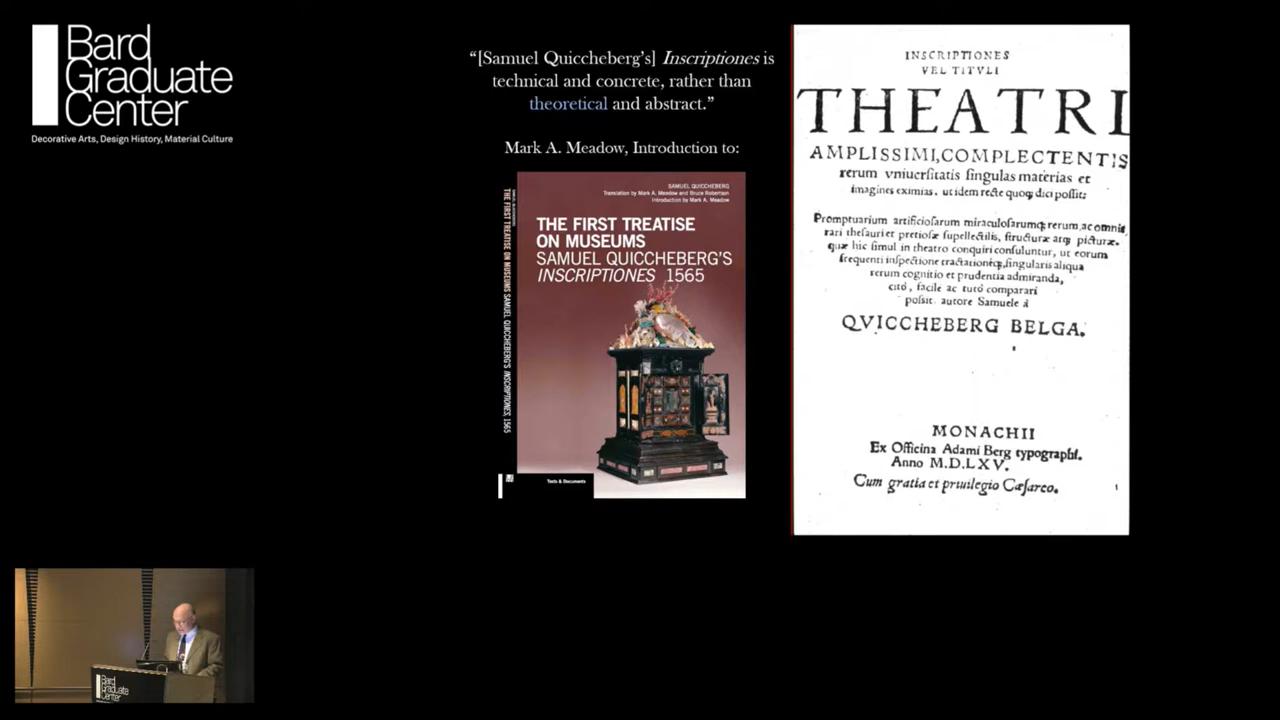 Bard
Graduate
Center
Decorative Arts, Design History, Material Culture
“[Samuel Quiccheberg’s] Inscriptiones is
technical and concrete, rather than
theoretical and abstract.”
Mark A. Meadow, Introduction to:
SAMUEL QUICCHEBERG
Translation by Mark A. Meadow and Bruce Robertson
Introduction by Mark A. Meadow
THE FIRST TREATISE
ON MUSEUMS
SAMUEL QUICCHEBERG’S
INSCRIPTIONES 1565
THE FIRST TREATISE ON MUSEUMS SAMUEL QUICCHEBERG’S INSCRIPTIONES, 1565
Texts & Documents
INSCRIPTIONES
VEL TITVLI
THEATRI
AMPLISSIMI, COMPLECTENTIS
rerum vniuersitatis singulas materias et
imagines eximias. ut idem recte quoq dici possit:
Promptuarium artificiosarum miraculosarumq rerum, ac omnis
rari thesauri et pretiosæ supellectilis, structuræ atq picturæ.
quæ hic simul in theatro conquiri consuluntur, ut eorum
frequenti inspectione tractationeq, singularis aliqua
rerum cognitio et prudentia admiranda,
citò, facile ac tutò comparari
possit. autore Samuele à
QVICCHEBERG BELGA.
MONACHII
Ex Officina Adami Berg typographi.
Anno M.D.LXV.
Cum gratia et priuilegio Cæsareo.
Bard
Graduate
Center